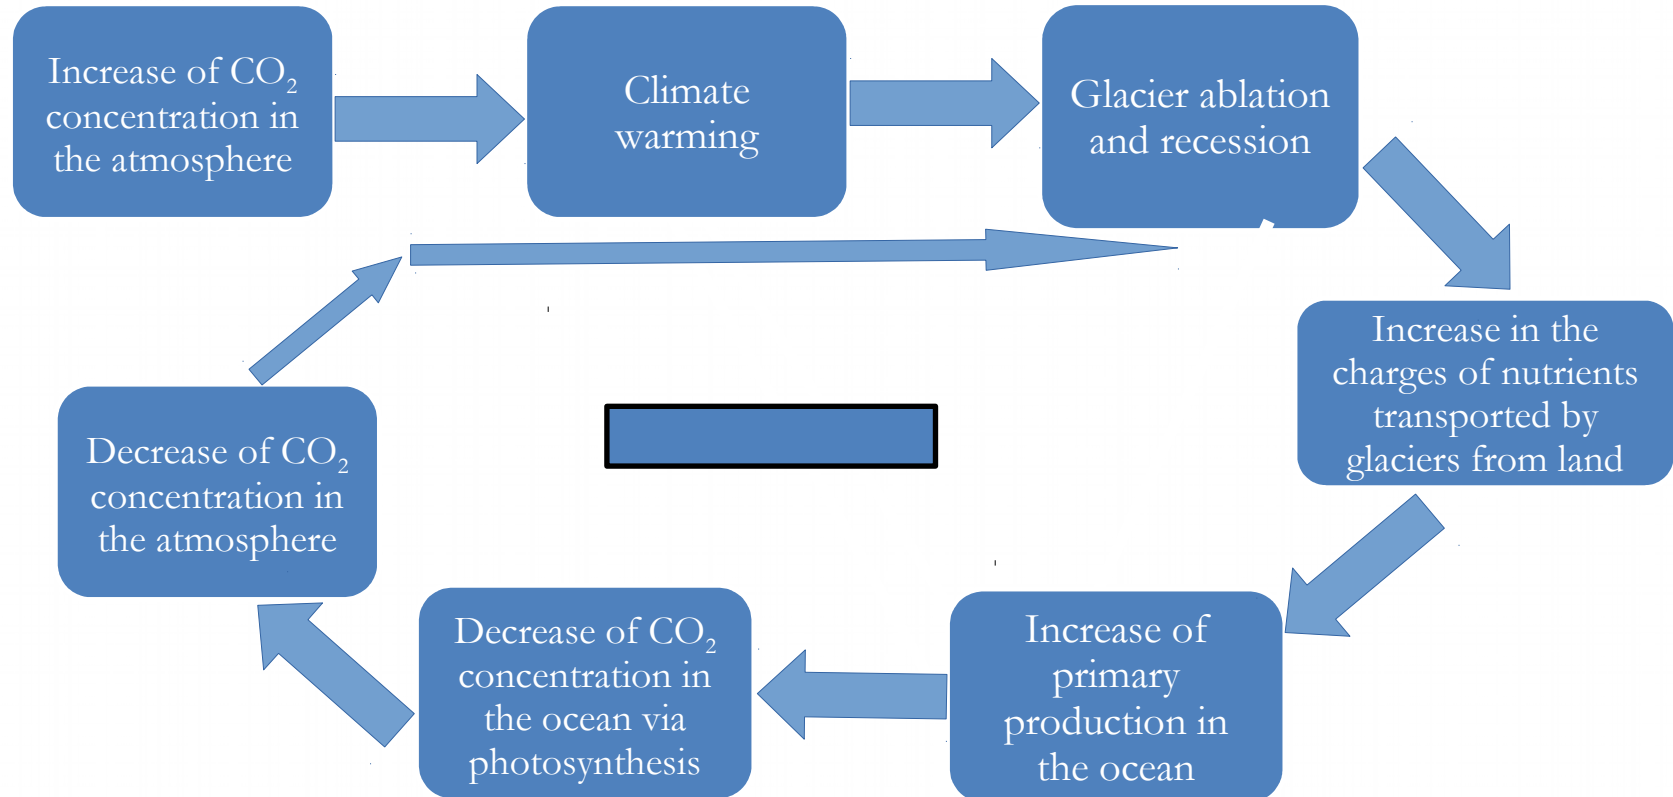 Increase of CO₂
concentration in
the atmosphere
Climate
warming
Glacier ablation
and recession
Increase in the
charges of nutrients
transported by
glaciers from land
Increase of
primary
production in
the ocean
Decrease of CO₂
concentration in
the ocean via
photosynthesis
Decrease of CO₂
concentration in
the atmosphere